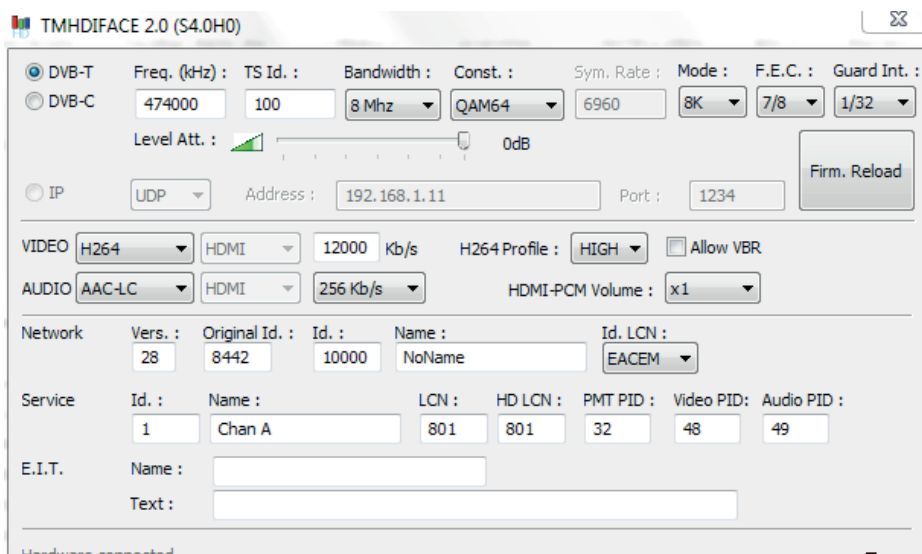 TMHDIFACE 2.0 (S4.0H0)
DVB-T Freq. (kHz) : TS Id. : Bandwidth : Const. : Sym. Rate : Mode : F.E.C. : Guard Int. :
DVB-C 474000 100 8 Mhz QAM64 6960 8K 7/8 1/32
Level Att. : 0dB
Firm. Reload
IP UDP Address : 192.168.1.11 Port : 1234
VIDEO H264 HDMI 12000 Kb/s H264 Profile : HIGH Allow VBR
AUDIO AAC-LC HDMI 256 Kb/s HDMI-PCM Volume : x1
Network Vers. : Original Id. : Id. : Name : Id. LCN :
28 8442 10000 NoName EACEM
Service Id. : Name : LCN : HD LCN : PMT PID : Video PID: Audio PID :
1 Chan A 801 801 32 48 49
E.I.T. Name :
Text :
Hardware connected